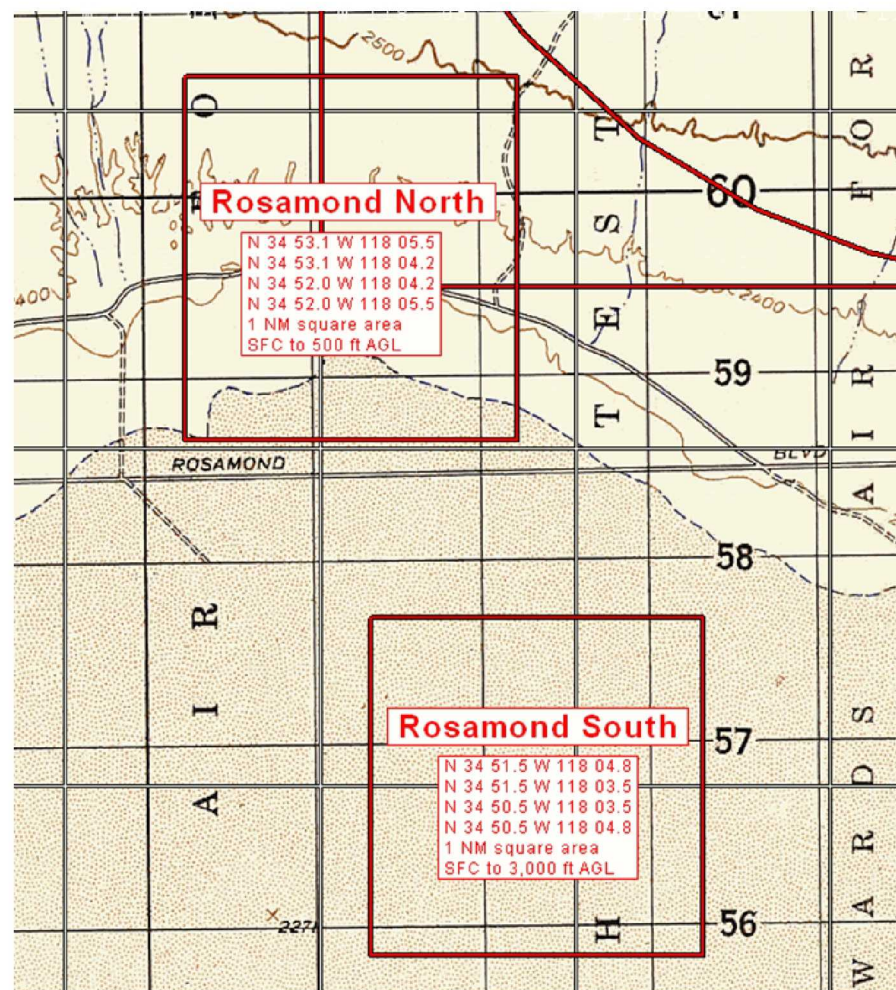 2500
O
R
O
F
T
S
E
T
60
Rosamond North
N 34 53.1 W 118 05.5
N 34 53.1 W 118 04.2
N 34 52.0 W 118 04.2
N 34 52.0 W 118 05.5
1 NM square area
SFC to 500 ft AGL
2400
400
59
R
I
A
ROSAMOND
BLVD
58
R
I
A
Rosamond South
57
N 34 51.5 W 118 04.8
N 34 51.5 W 118 03.5
N 34 50.5 W 118 03.5
N 34 50.5 W 118 04.8
1 NM square area
SFC to 3,000 ft AGL
S
D
R
A
W
H
56
2271